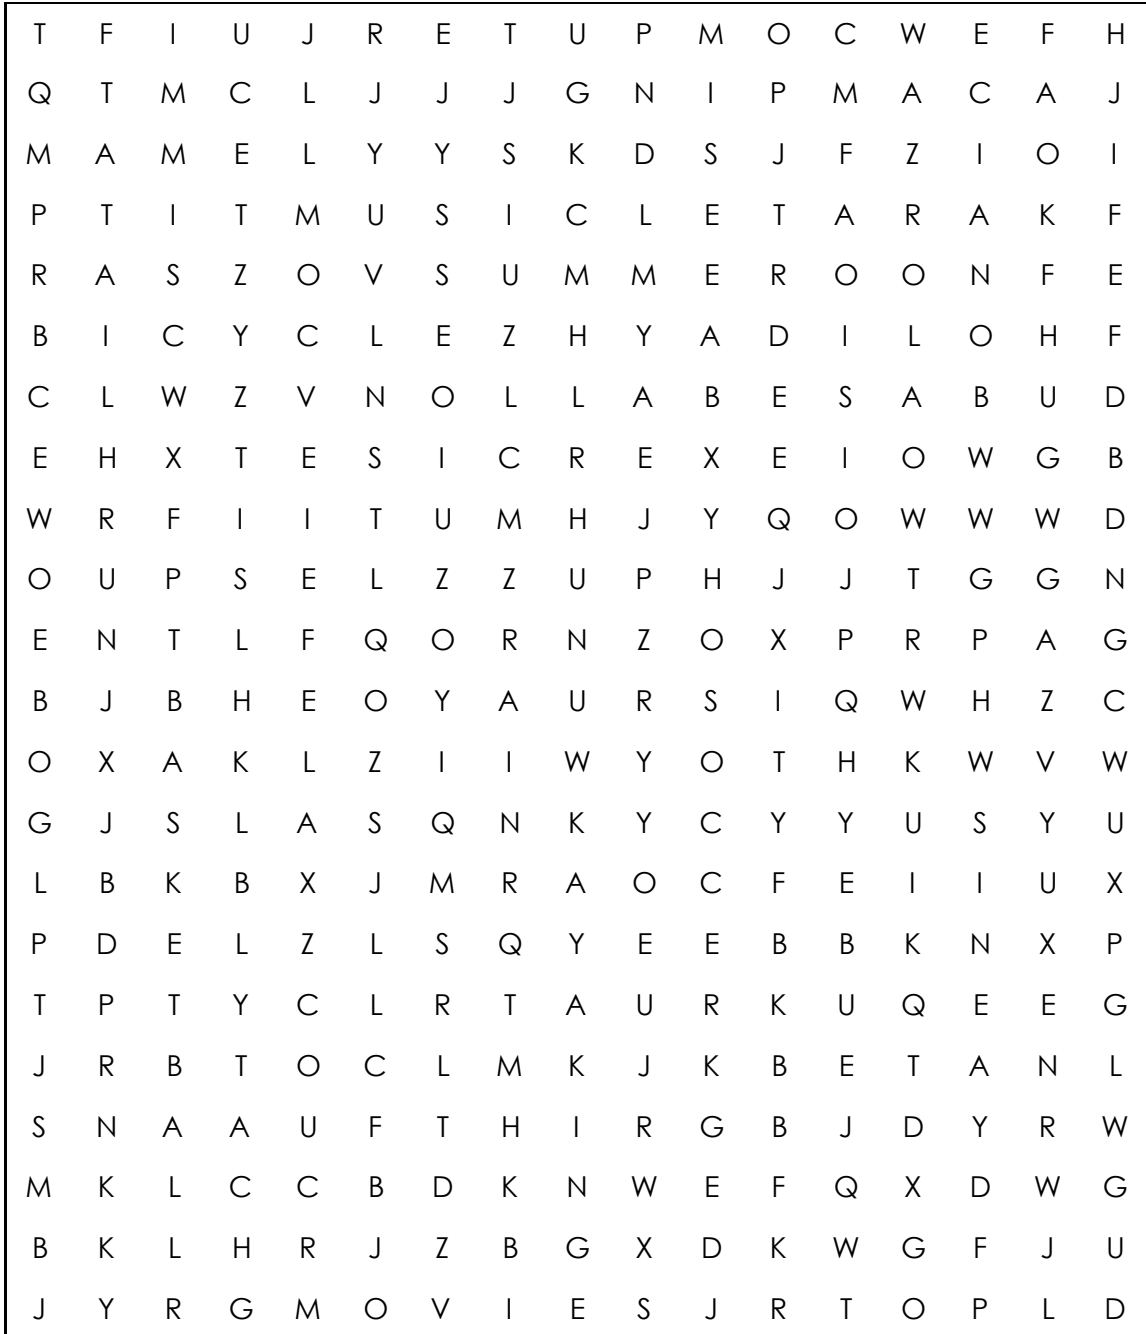 T F I U J R E T U P M O C W E F H
Q T M C L J J J G N I P M A C A J
M A M E L Y Y S K D S J F Z I O I
P T I T M U S I C L E T A R A K F
R A S Z O V S U M M E R O O N F E
B I C Y C L E Z H Y A D I L O H F
C L W Z V N O L L A B E S A B U D
E H X T E S I C R E X E I O W G B
W R F I I T U M H J Y Q O W W W D
O U P S E L Z Z U P H J J T G G N
E N T L F Q O R N Z O X P R P A G
B J B H E O Y A U R S I Q W H Z C
O X A K L Z I I W Y O T H K W V W
G J S L A S Q N K Y C Y Y U S Y U
L B K B X J M R A O C F E I I U X
P D E L Z L S Q Y E E B B K N X P
T P T Y C L R T A U R K U Q E E G
J R B T O C L M K J K B E T A N L
S N A A U F T H I R G B J D Y R W
M K L C C B D K N W E F Q X D W G
B K L H R J Z B G X D K W G F J U
J Y R G M O V I E S J R T O P L D